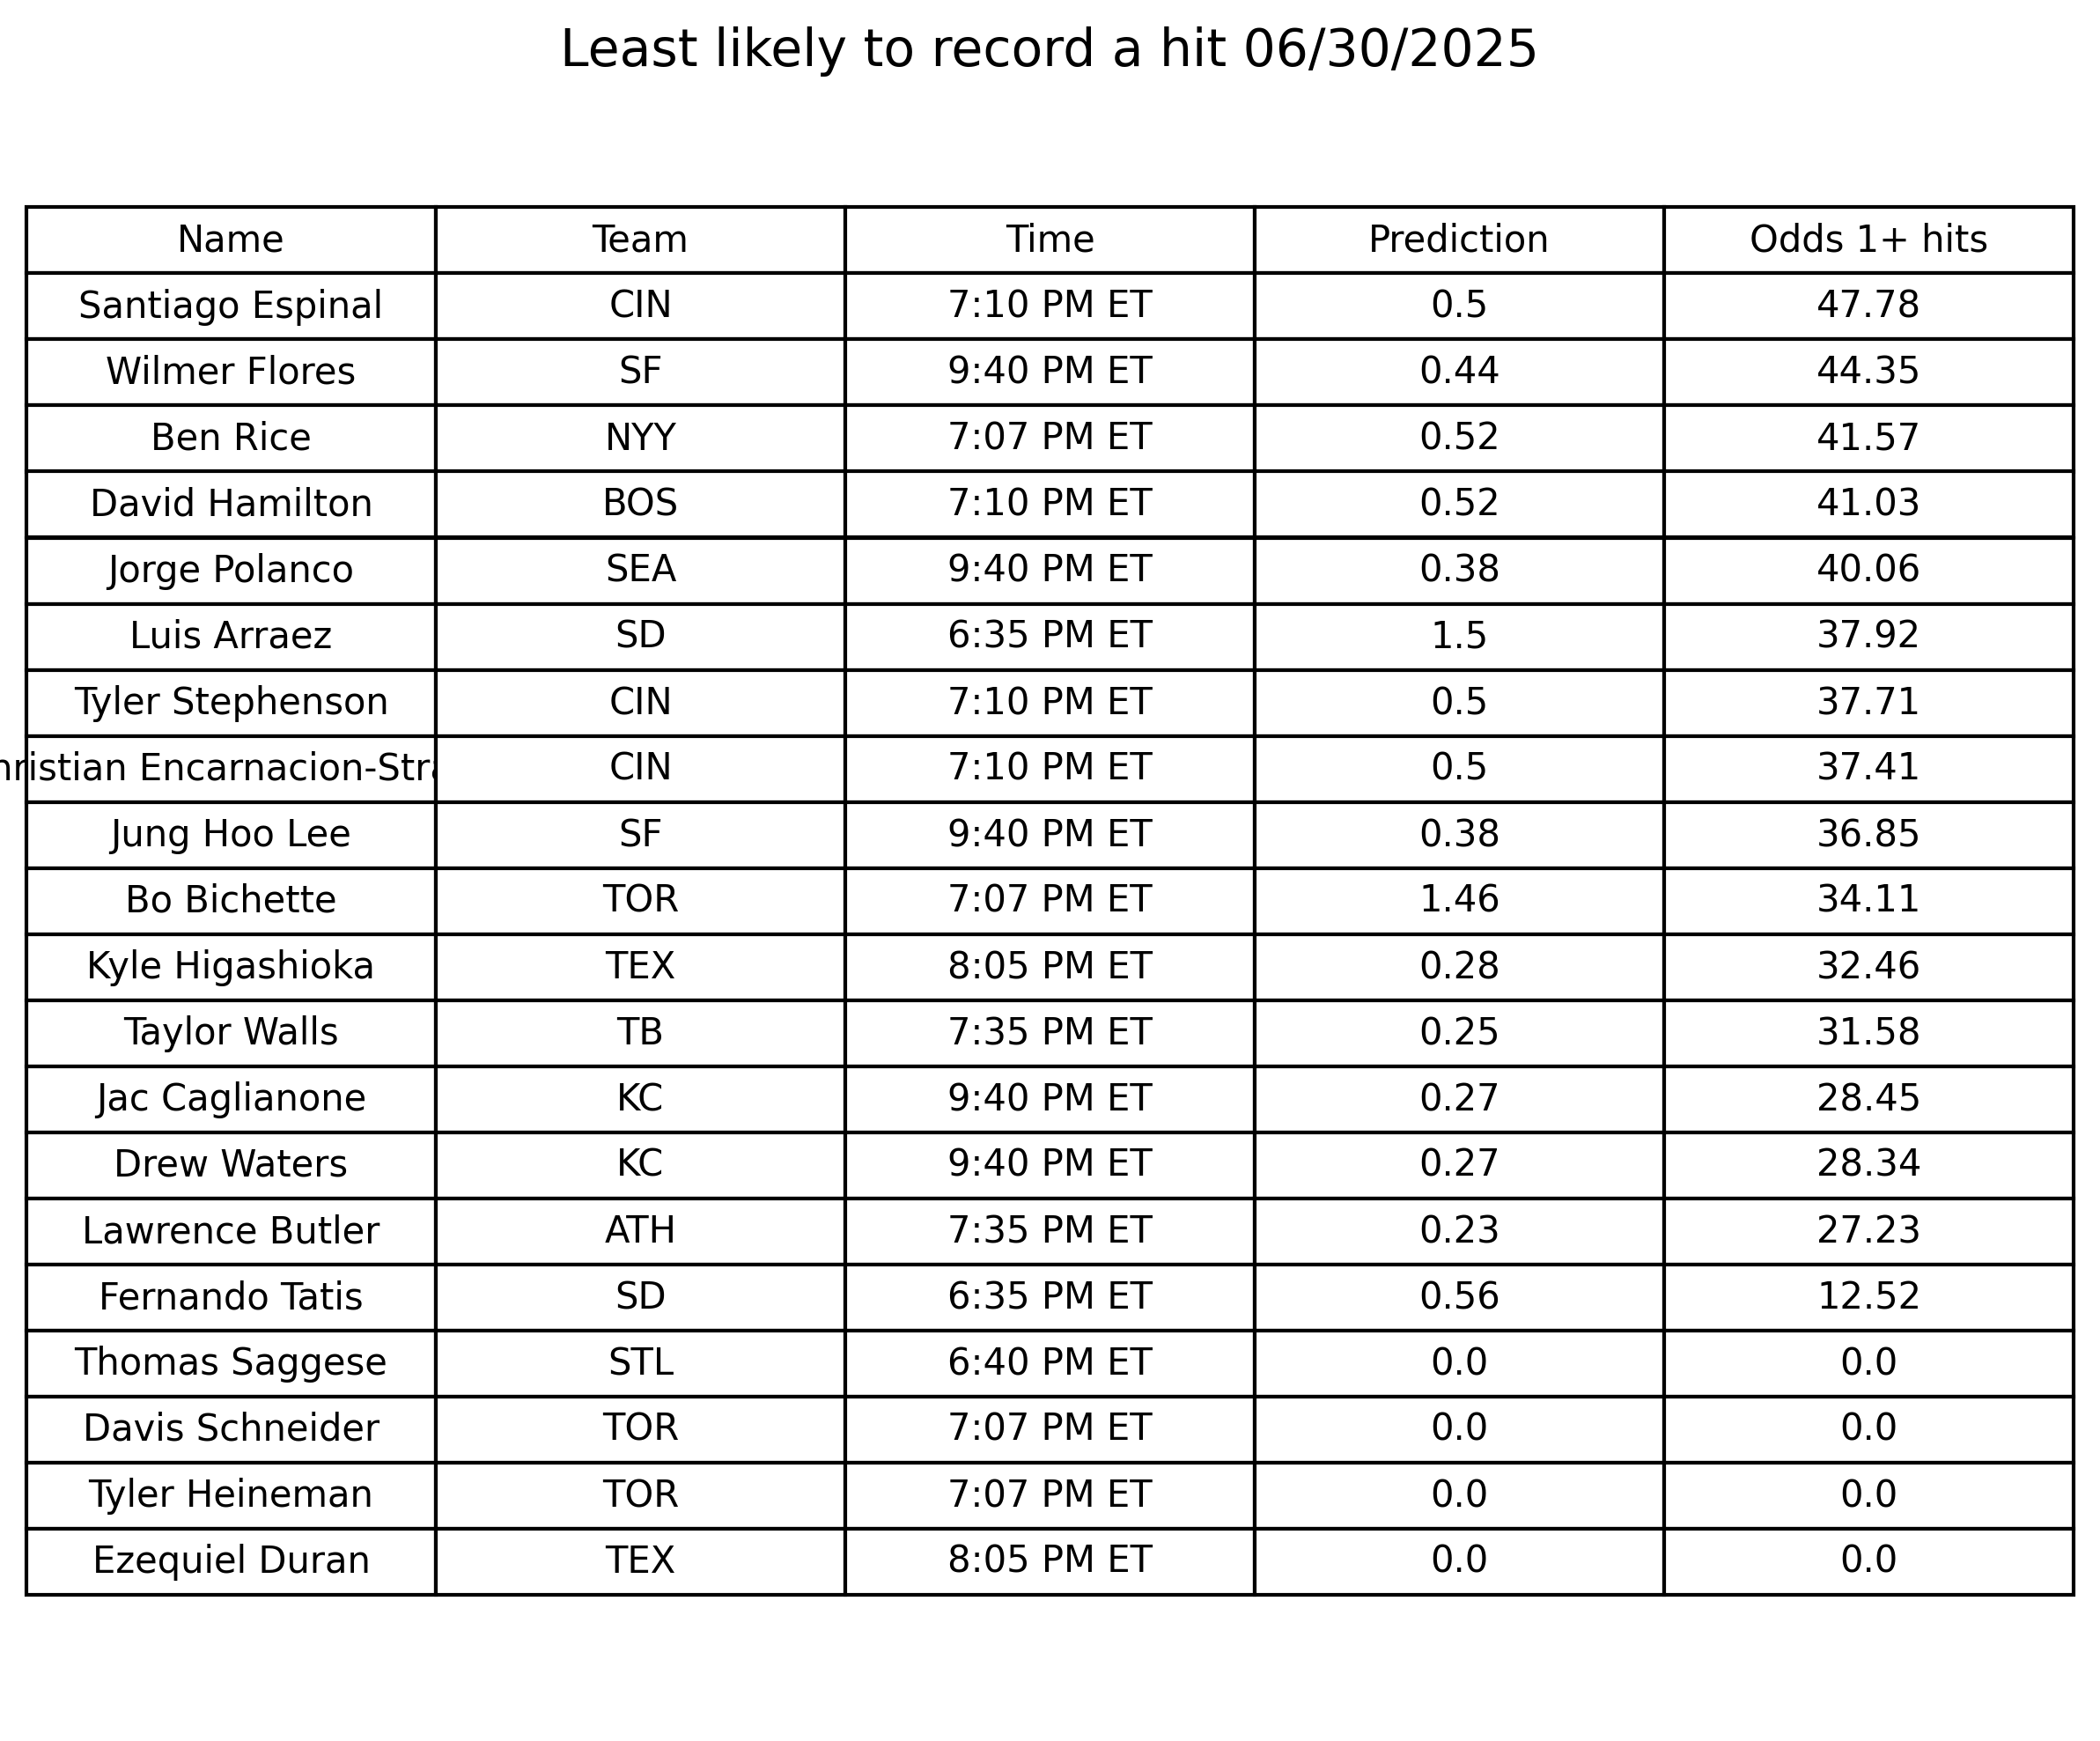 Least likely to record a hit 06/30/2025
Name Team Time Prediction Odds 1+ hits
Santiago Espinal CIN 7:10 PM ET 0.5 47.78
Wilmer Flores SF 9:40 PM ET 0.44 44.35
Ben Rice NYY 7:07 PM ET 0.52 41.57
David Hamilton BOS 7:10 PM ET 0.52 41.03
Jorge Polanco SEA 9:40 PM ET 0.38 40.06
Luis Arraez SD 6:35 PM ET 1.5 37.92
Tyler Stephenson CIN 7:10 PM ET 0.5 37.71
Encarnacion- CIN 7:10 PM ET 0.5 37.41
Jung Hoo Lee SF 9:40 PM ET 0.38 36.85
Bo Bichette TOR 7:07 PM ET 1.46 34.11
Kyle Higashioka TEX 8:05 PM ET 0.28 32.46
Taylor Walls TB 7:35 PM ET 0.25 31.58
Jac Caglianone KC 9:40 PM ET 0.27 28.45
Drew Waters KC 9:40 PM ET 0.27 28.34
Lawrence Butler ATH 7:35 PM ET 0.23 27.23
Fernando Tatis SD 6:35 PM ET 0.56 12.52
Thomas Saggese STL 6:40 PM ET 0.0 0.0
Davis Schneider TOR 7:07 PM ET 0.0 0.0
Tyler Heineman TOR 7:07 PM ET 0.0 0.0
Ezequiel Duran TEX 8:05 PM ET 0.0 0.0